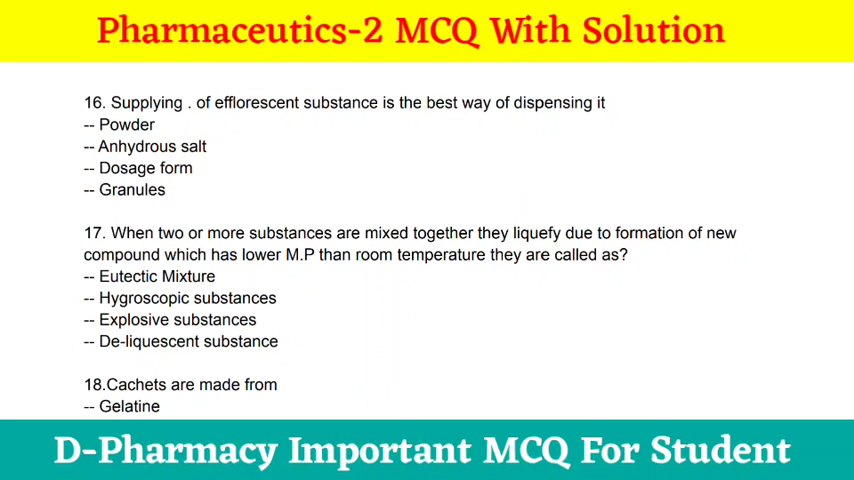 Pharmaceutics-2 MCQ With Solution
16. Supplying . of efflorescent substance is the best way of dispensing it
-- Powder
-- Anhydrous salt
-- Dosage form
-- Granules
17. When two or more substances are mixed together they liquefy due to formation of new
compound which has lower M.P than room temperature they are called as?
-- Eutectic Mixture
-- Hygroscopic substances
-- Explosive substances
-- De-liquescent substance
18.Cachets are made from
-- Gelatine
D-Pharmacy Important MCQ For Student